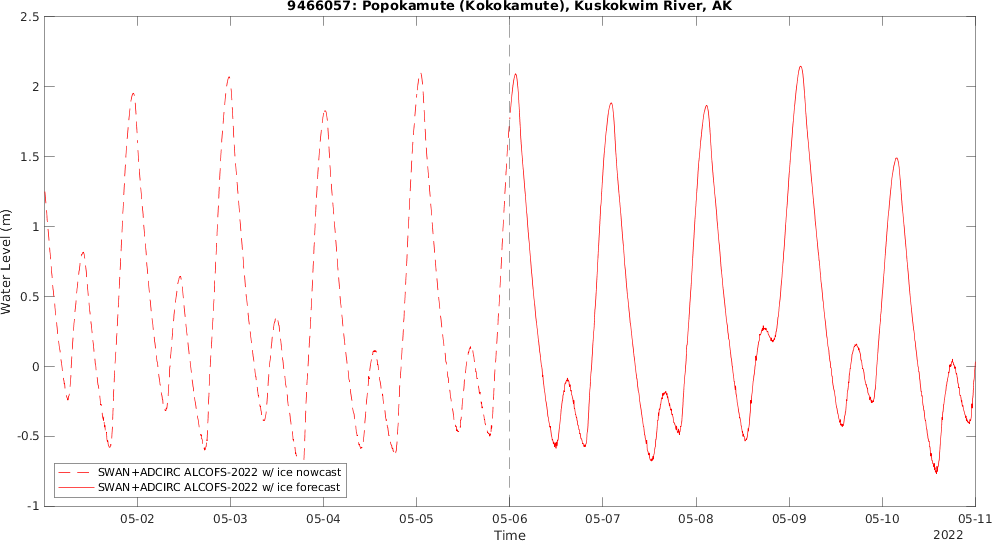 9466057: Popokamute (Kokokamute), Kuskokwim River, AK
2.5
2
1.5
1
0.5
0
-0.5
-1
Water Level (m)
SWAN+ADCIRC ALCOFS-2022 w/ ice nowcast
SWAN+ADCIRC ALCOFS-2022 w/ ice forecast
05-02 05-03 05-04 05-05 05-06 05-07 05-08 05-09 05-10 05-11
Time
2022